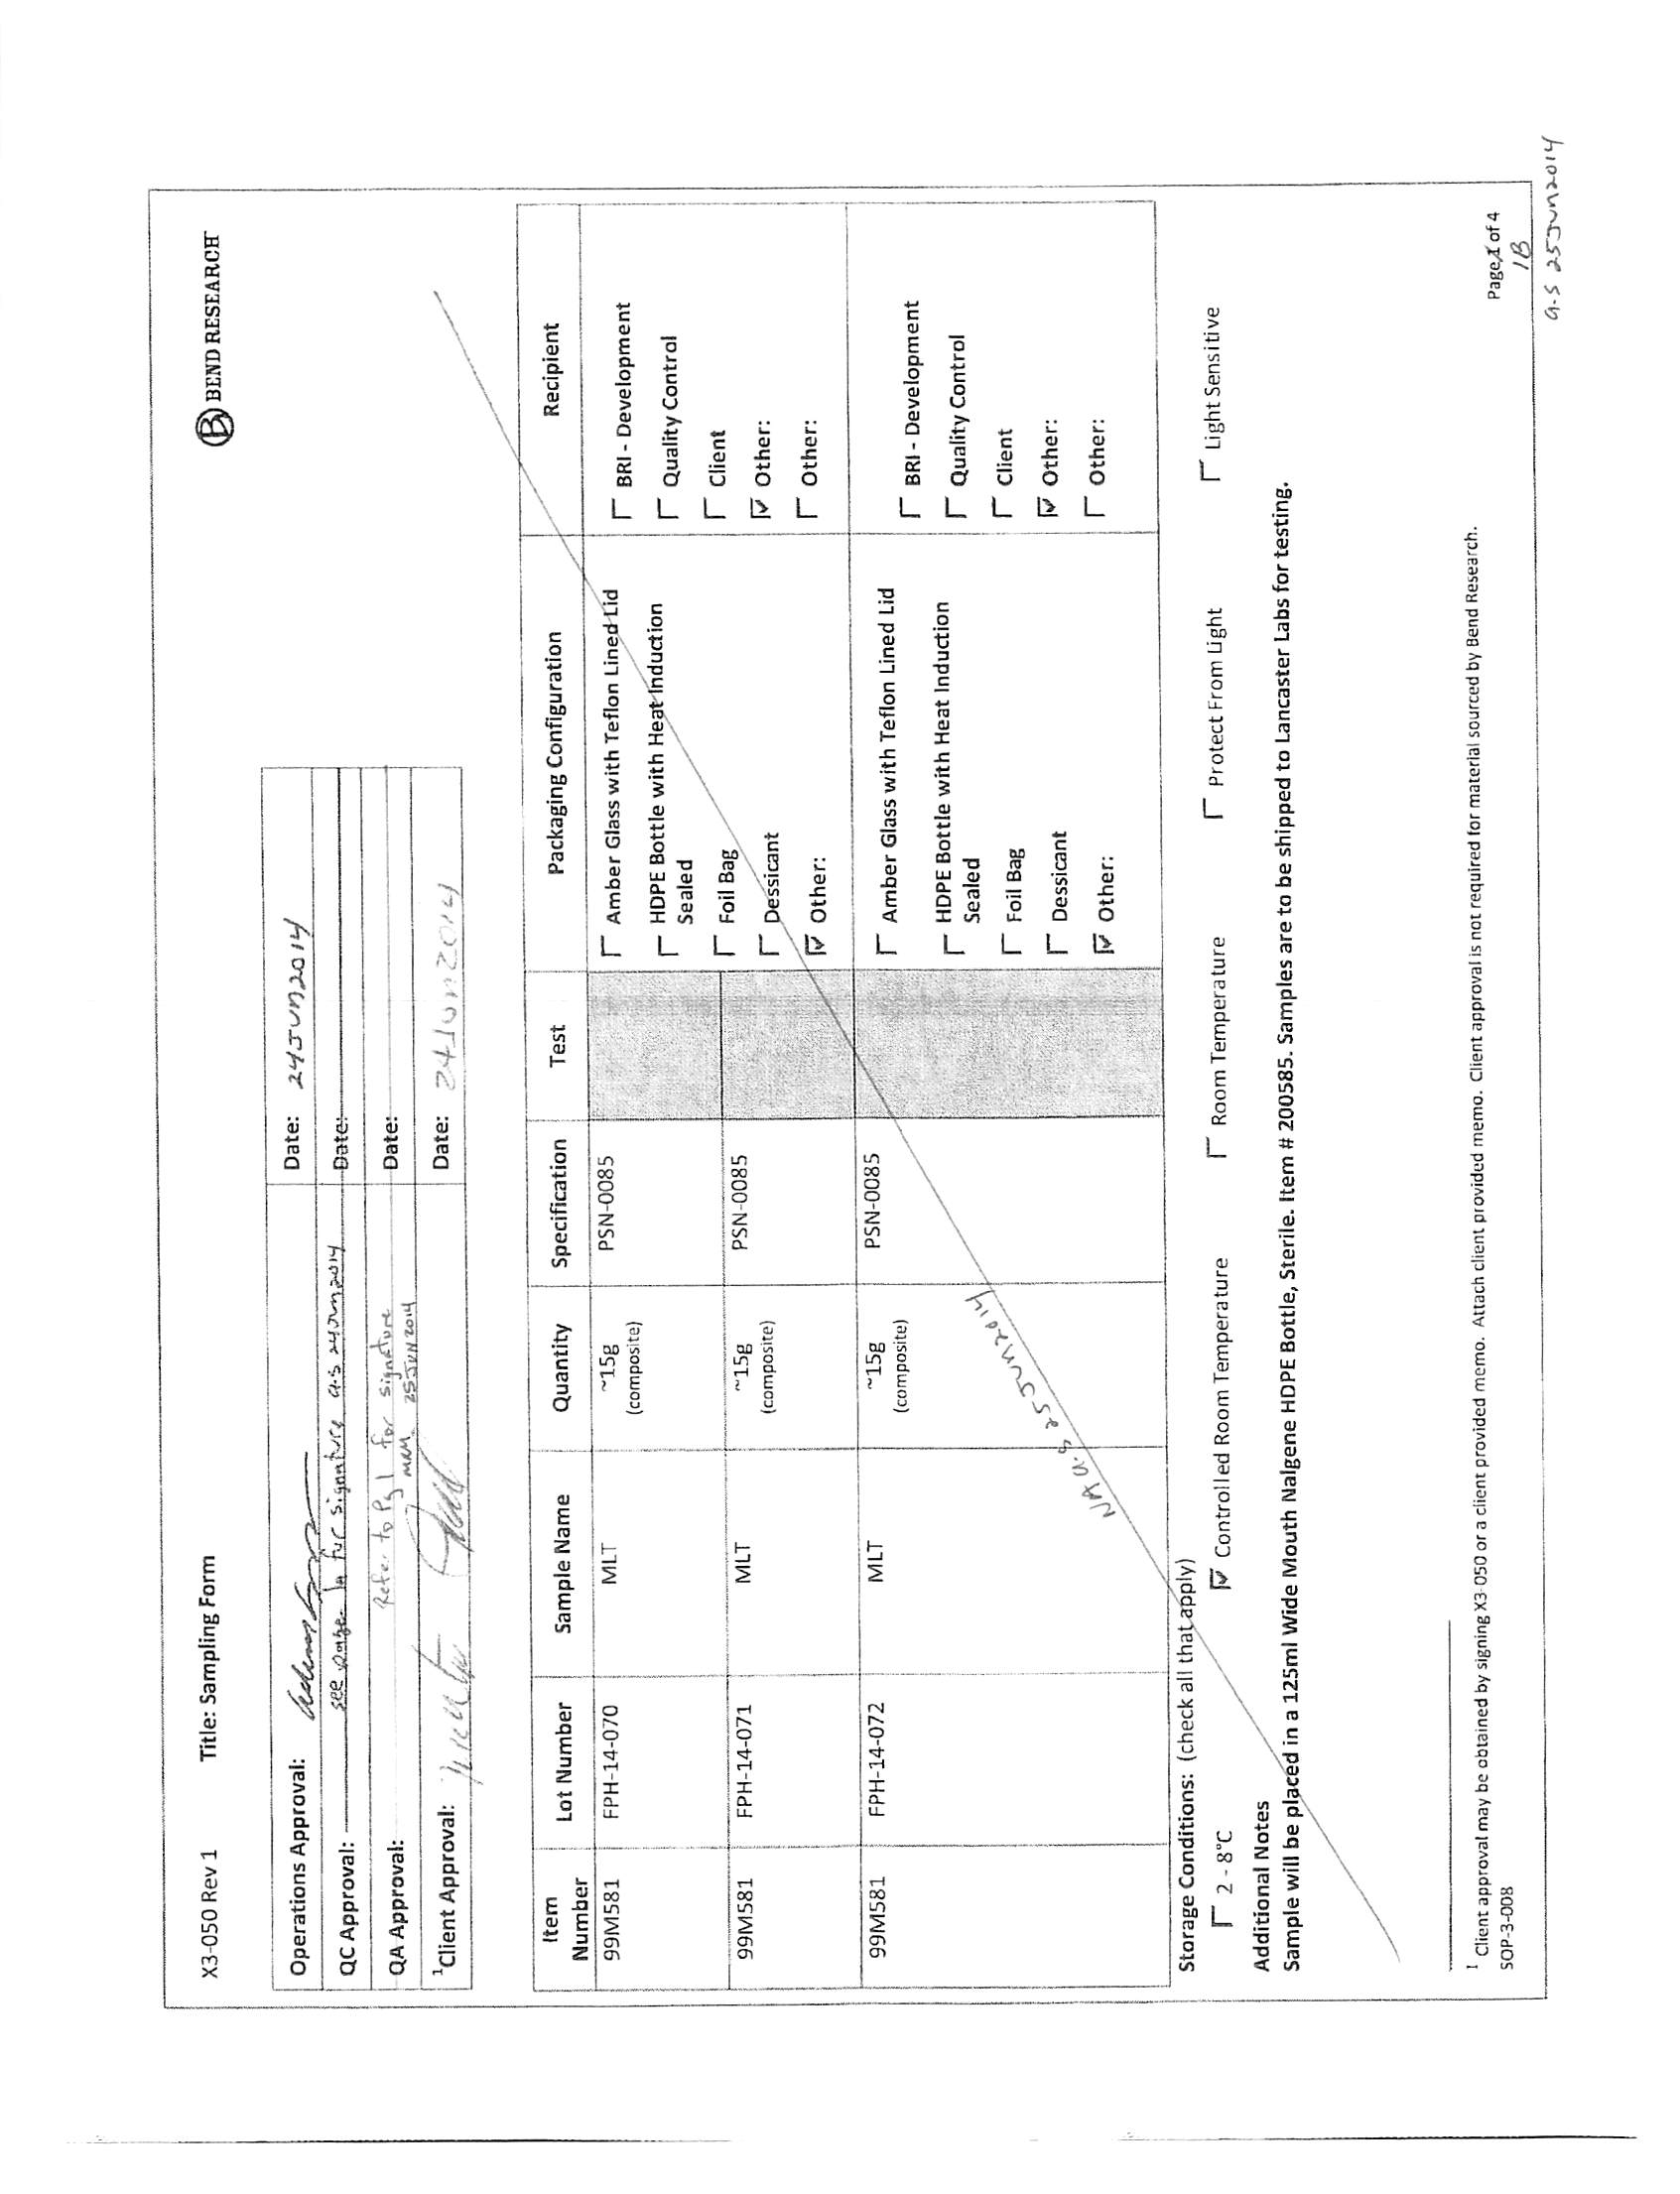 X3-050 Rev 1 Title: Sampling Form
BEND RESEARCH
Operations Approval: Date: 24JUN2014
QC Approval: see page 1a for signature a.s 24JUN2014 Date:
QA Approval: Refer to Pg 1 for signature Date:
MRM 25JUN2014
1Client Approval: Date: 24Jun2014
Item Number Lot Number Sample Name Quantity Specification Test Packaging Configuration Recipient
99M581 FPH-14-070 MLT ~15g (composite) PSN-0085
99M581 FPH-14-071 MLT ~15g (composite) PSN-0085
Amber Glass with Teflon Lined Lid
HDPE Bottle with Heat Induction
Sealed
Foil Bag
Dessicant
Other:
BRI - Development
Quality Control
Client
Other:
Other:
99M581 FPH-14-072 MLT ~15g (composite) PSN-0085
Amber Glass with Teflon Lined Lid
HDPE Bottle with Heat Induction
Sealed
Foil Bag
Dessicant
Other:
BRI - Development
Quality Control
Client
Other:
Other:
NA a.s 25JUN2014
Storage Conditions: (check all that apply)
2 - 8°C Controlled Room Temperature Room Temperature Protect From Light Light Sensitive
Additional Notes
Sample will be placed in a 125ml Wide Mouth Nalgene HDPE Bottle, Sterile. Item # 200585. Samples are to be shipped to Lancaster Labs for testing.
1 Client approval may be obtained by signing X3-050 or a client provided memo. Attach client provided memo. Client approval is not required for material sourced by Bend Research.
SOP-3-008
Page 1 of 4
1B
a.s 25JUN2014